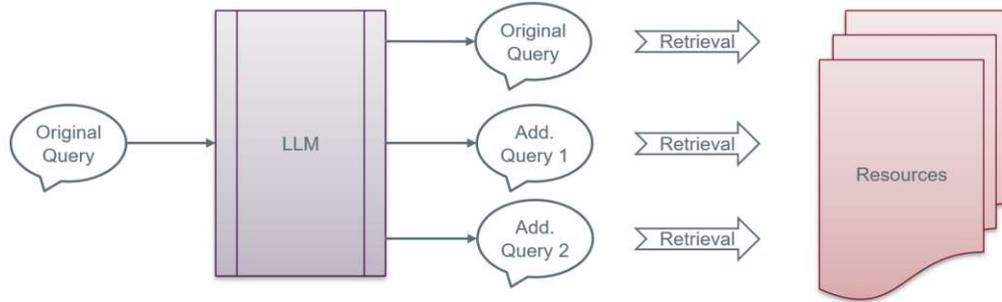 Original
Query
LLM
Original
Query
Retrieval
Add.
Query 1
Retrieval
Add.
Query 2
Retrieval
Resources